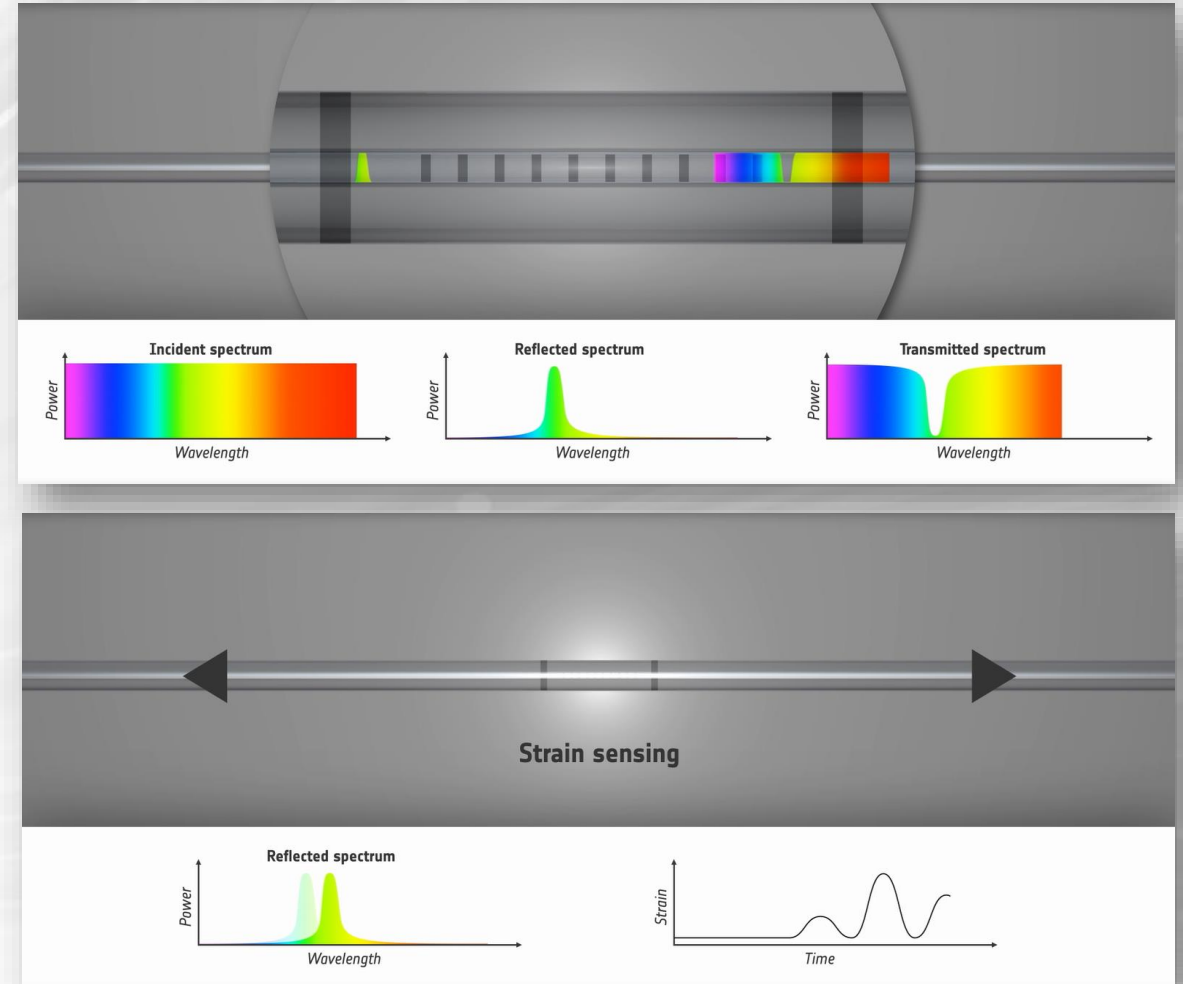 Incident spectrum
Power
Wavelength
Reflected spectrum
Power
Wavelength
Transmitted spectrum
Power
Wavelength
Strain sensing
Reflected spectrum
Power
Wavelength
Strain
Time